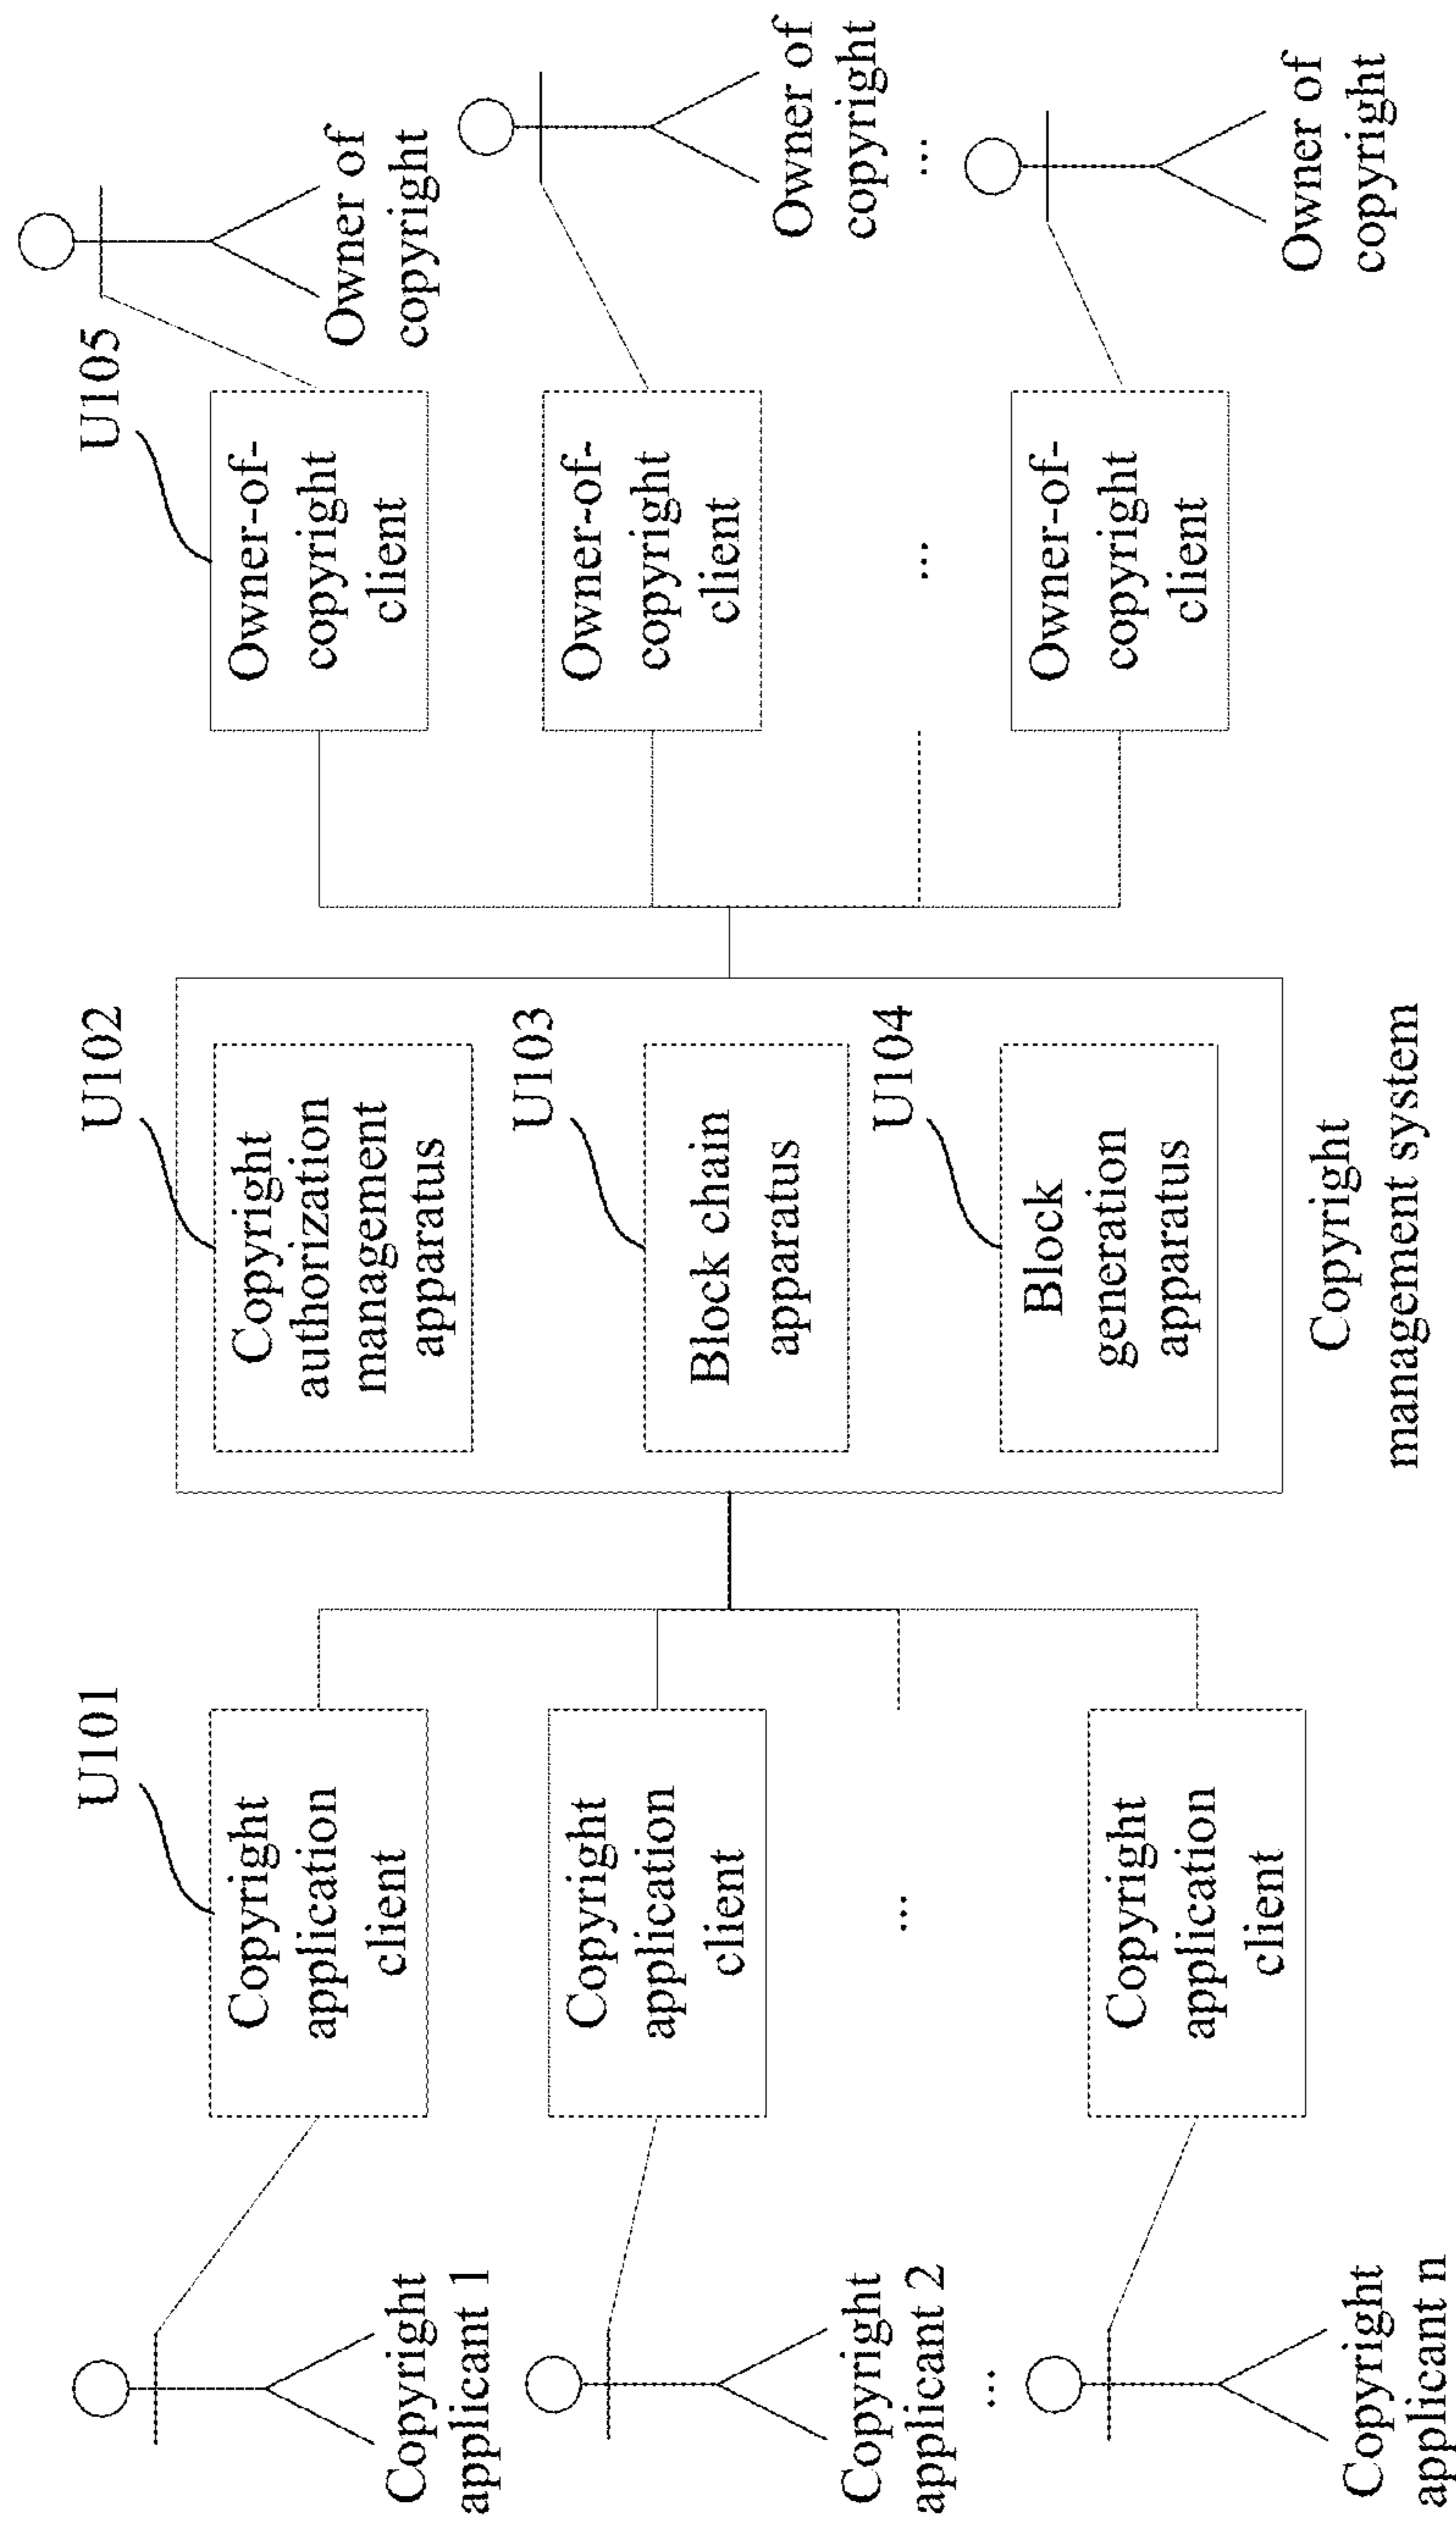 U101
Copyright
applicant 1
Copyright
application
client
Copyright
applicant 2
Copyright
application
client
...
...
Copyright
applicant n
Copyright
application
client
U102
Copyright
authorization
management
apparatus
U103
Block chain
apparatus
U104
Block
generation
apparatus
Copyright
management system
U105
Owner-of-
copyright
client
Owner of
copyright
Owner-of-
copyright
client
Owner of
copyright
...
...
Owner-of-
copyright
client
Owner of
copyright